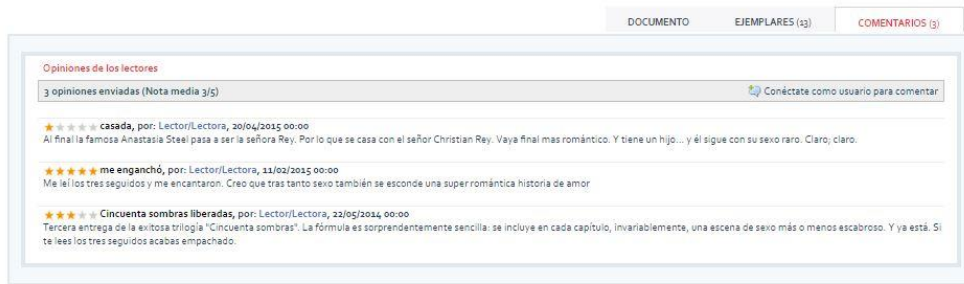 DOCUMENTO EJEMPLARES (13) COMENTARIOS (3)
Opiniones de los lectores
3 opiniones enviadas (Nota media 3/5) Conéctate como usuario para comentar
casada, por: Lector/Lectora, 20/04/2015 00:00
Al final la famosa Anastasia Steel pasa a ser la señora Rey. Por lo que se casa con el señor Christian Rey. Vaya final mas romántico. Y tiene un hijo... y él sigue con su sexo raro. Claro; claro.
me enganchó, por: Lector/Lectora, 11/02/2015 00:00
Me leí los tres seguidos y me encantaron. Creo que tras tanto sexo también se esconde una super romántica historia de amor
Cincuenta sombras liberadas, por: Lector/Lectora, 22/05/2014 00:00
Tercera entrega de la exitosa trilogía "Cincuenta sombras". La fórmula es sorprendentemente sencilla: se incluye en cada capítulo, invariablemente, una escena de sexo más o menos escabroso. Y ya está. Si
te lees los tres seguidos acabas empachado.